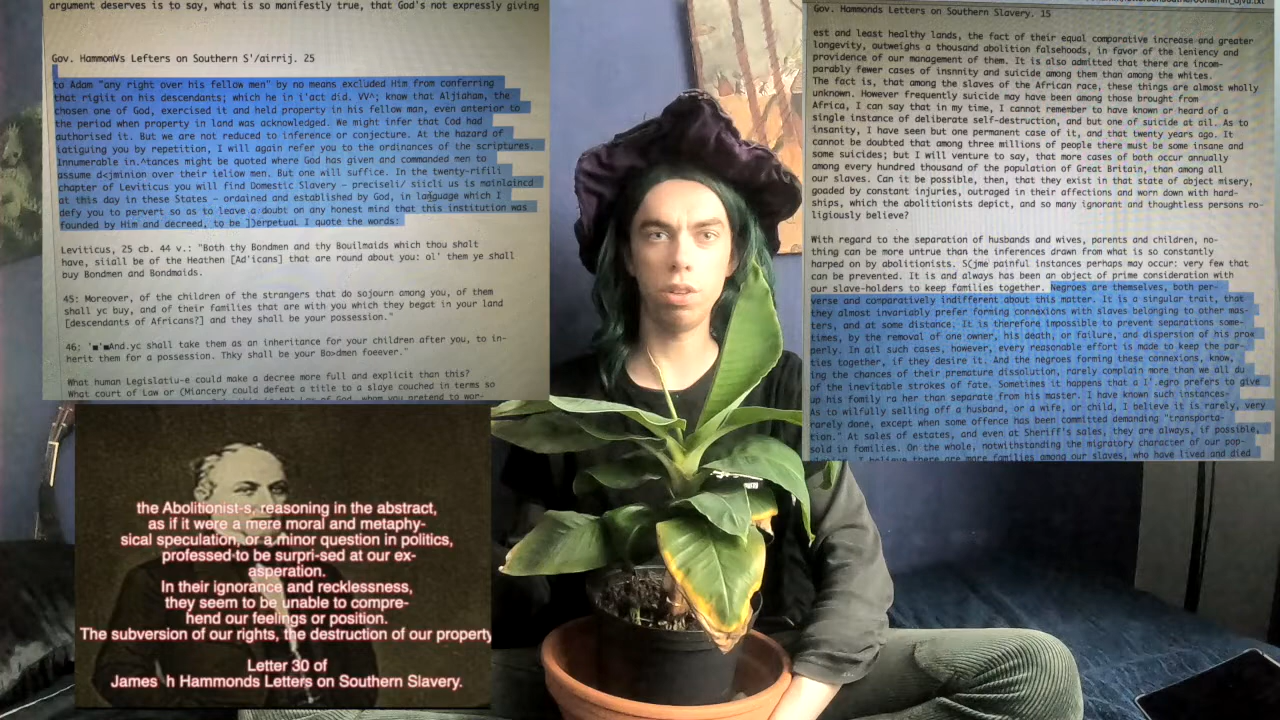 argument deserves is to say, what is so manifestly true, that God's not expressly giving
Gov. HammomVs Lefters on Southern S'/airrij. 25
to Adam "any right over his fellow men" by no means excluded Him from conferring
that rigiit on his descendants; which he in i'act did. VV^; know that Aljiaham, the
chosen one of God, exercised it and held property in his fellow man, even anterior to
the period when property in land was acknowledged. We might infer that Cod had
authorised it. But we are not reduced to inference or conjecture. At the hazard of
iatiguing you by repetition, I will again refer you to the ordinances of the scriptures.
Innumerable in.^tances might be quoted where God has given and commanded men to
assume d<jminion over their ieliow men. But one will suffice. In the twenty-rifili
chapter of Leviticus you will find Domestic Slavery - preciseli/ siicli us is maintained
at this day in these States - ordained and established by God, in language which I
defy you to pervert so as to leave a doubt on any honest mind that this institution was
founded by Him and decreed, to be ]}erpetual I quote the words:
Leviticus, 25 cb. 44 v.: "Both thy Bondmen and thy Bouilmaids which thou shalt
have, siiall be of the Heathen [Ad'icans] that are round about you: ol' them ye shall
buy Bondmen and Bondmaids.
45: Moreover, of the children of the strangers that do sojourn among you, of them
shall yc buy, and of their families that are with you which they begat in your land
[descendants of Africans?] and they shall be your possession."
46; '■'■And.yc shall take them as an inheritance for your children after you, to in-
herit them for a possession. Thky shall be your Bo>dmen foeever."
What human Legislatiu-e could make a decree more full and explicit than this?
What court of Law or (Miancery could defeat a title to a slaye couched in terms so
Gov. Hammonds Letters on Southern Slavery. 15
est and least healthy lands, the fact of their equal comparative increase and greater
longevity, outweighs a thousand abolition falsehoods, in favor of the leniency and
providence of our management of them. It is also admitted that there are incom-
parably fewer cases of insnnity and suicide among them than among the whites.
The fact is, that among the slaves of the African race, these things are almost wholly
unknown. However frequently suicide may have been among those brought from
Africa, I can say that in my time, I cannot remember to have known or heard of a
single instance of deliberate self-destruction, and but one of suicide at ail. As to
insanity, I have seen but one permanent case of it, and that twenty years ago. It
cannot be doubted that among three millions of people there must be some insane and
some suicides; but I will venture to say, that more cases of both occur annually
among every hundred thousand of the population of Great Britain, than among all
our slaves. Can it be possible, then, that they exist in that state of object misery,
goaded by constant injuries, outraged in their affections and worn down with hard-
ships, which the abolitionists depict, and so many ignorant and thoughtless persons ro-
ligiously believe?
With regard to the separation of husbands and wives, parents and children, no-
thing can be more untrue than the inferences drawn from what is so constantly
harped on by abolitionists. S(jme painful instances perhaps may occur: very few that
can be prevented. It is and always has been an object of prime consideration with
our slave-holders to keep families together. Negroes are themselves, both per-
verse and comparatively indifferent about this matter. It is a singular trait, that
they almost invariably prefer forming connexions with slaves belonging to other mas-
ters, and at some distance. It is therefore impossible to prevent separations some-
times, by the removal of one owner, his death, or failure, and dispersion of his
perly. In ail such cases, however, every reasonable effort is made to keep the par-
ties together, if they desire it. And the negroes forming these connexions, know,
ing the chances of their premature dissolution, rarely complain more than we all du
of the inevitable strokes of fate. Sometimes it happens that a I'.egro prefers to give
up his family ra her than separate from his master. I have known such instances-
As to wilfully selling off a husband, or a wife, or child, I believe it is rarely, very
rarely done, except when some offence has been committed demanding "transporta-
tion." At sales of estates, and even at Sheriff's sales, they are always, if possible,
sold in fomilies. On the whole, notwithstanding the migratory character of our pop-
I believe there are more families among our slaves, who have lived and died
the Abolitionist-s, reasoning in the abstract,
as if it were a mere moral and metaphy-
sical speculation, or a minor question in politics,
professed to be surpri-sed at our ex-
asperation.
In their ignorance and recklessness,
they seem to be unable to compre-
hend our feelings or position.
The subversion of our rights, the destruction of our property
Letter 30 of
James h Hammonds Letters on Southern Slavery.